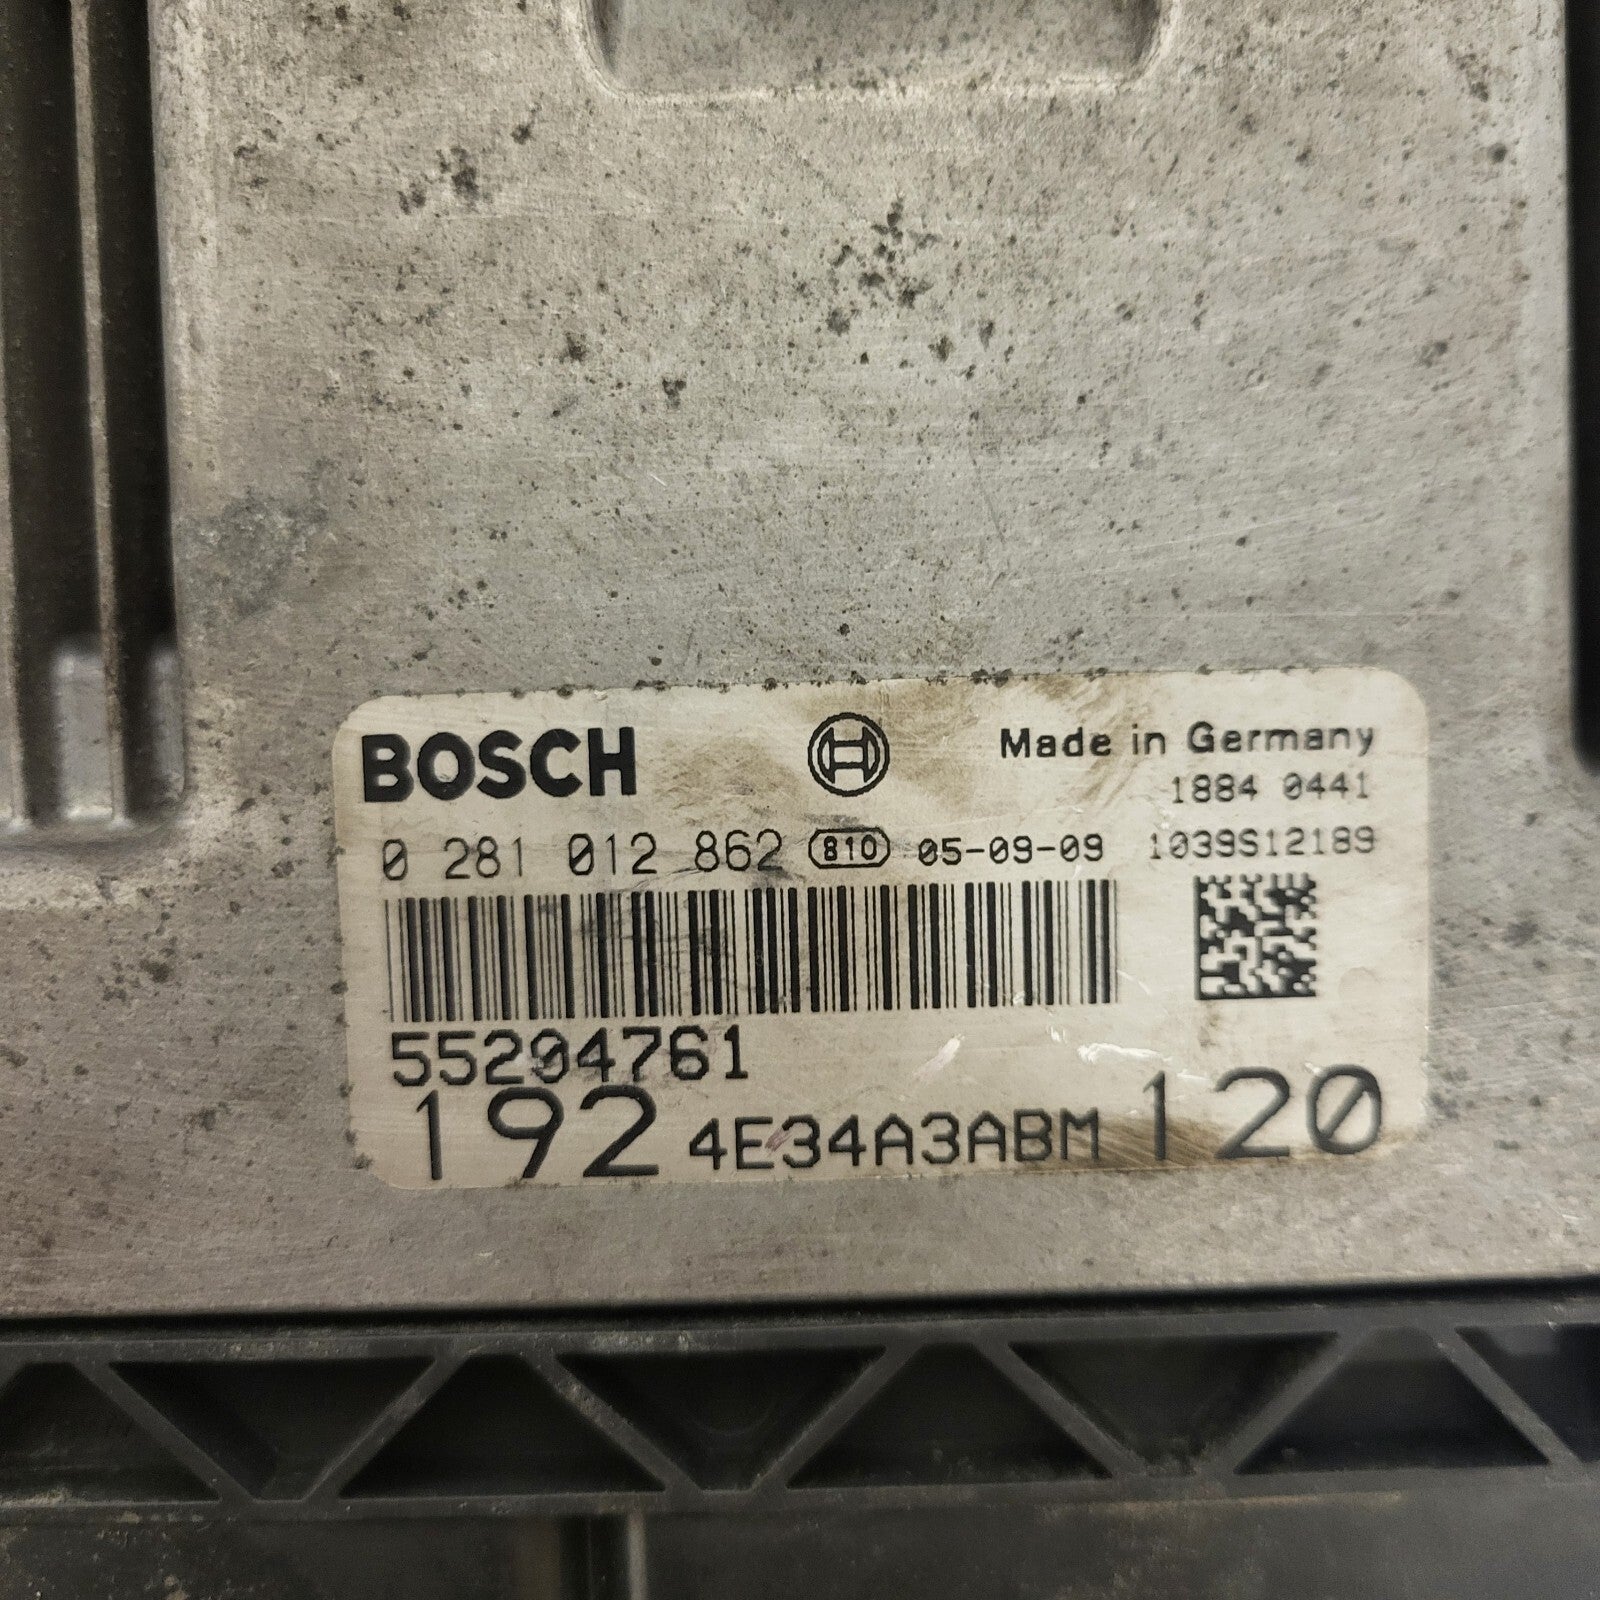 BOSCH Made in Germany
1884 0441
0 281 012 862 810 05-09-09 1039S12189
55204761
192 4E34A3ABM 120